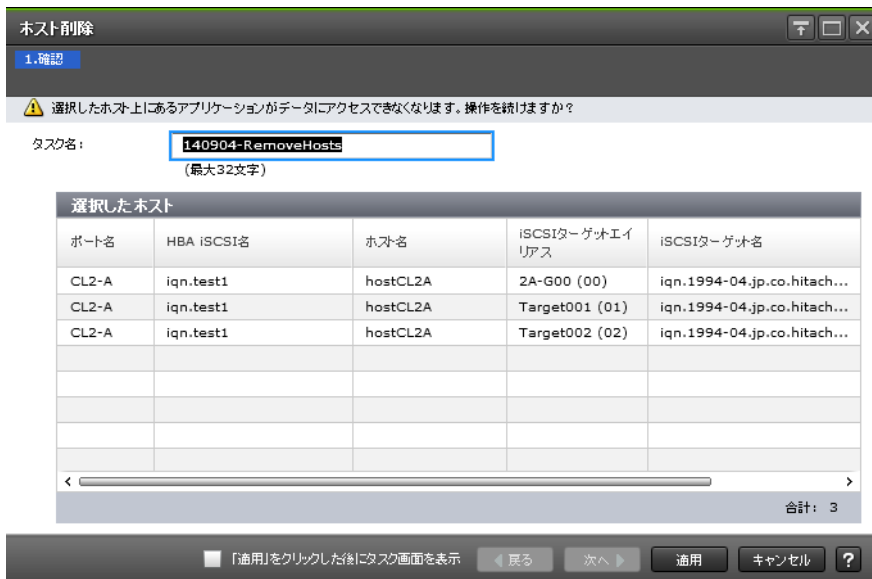 ホスト削除
1.確認
選択したホスト上にあるアプリケーションがデータにアクセスできなくなります。操作を続けますか?
タスク名: 140904-RemoveHosts
(最大32文字)
選択したホスト
ポート名 HBA iSCSI名 ホスト名 iSCSIターゲットエイリアス iSCSIターゲット名
CL2-A iqn.test1 hostCL2A 2A-G00 (00) iqn.1994-04.jp.co.hitach...
CL2-A iqn.test1 hostCL2A Target001 (01) iqn.1994-04.jp.co.hitach...
CL2-A iqn.test1 hostCL2A Target002 (02) iqn.1994-04.jp.co.hitach...
合計: 3
「適用」をクリックした後にタスク画面を表示 戻る 次へ 適用 キャンセル ?